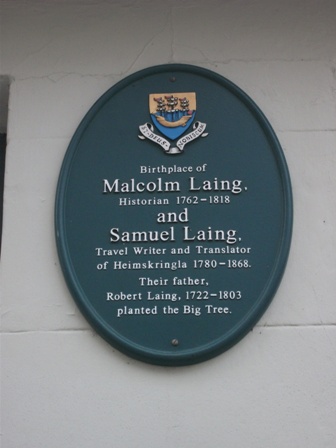 Birthplace of
Malcolm Laing,
Historian 1762-1818
and
Samuel Laing,
Travel Writer and Translator
of Heimskringla 1780-1868.
Their father,
Robert Laing, 1722-1803
planted the Big Tree.